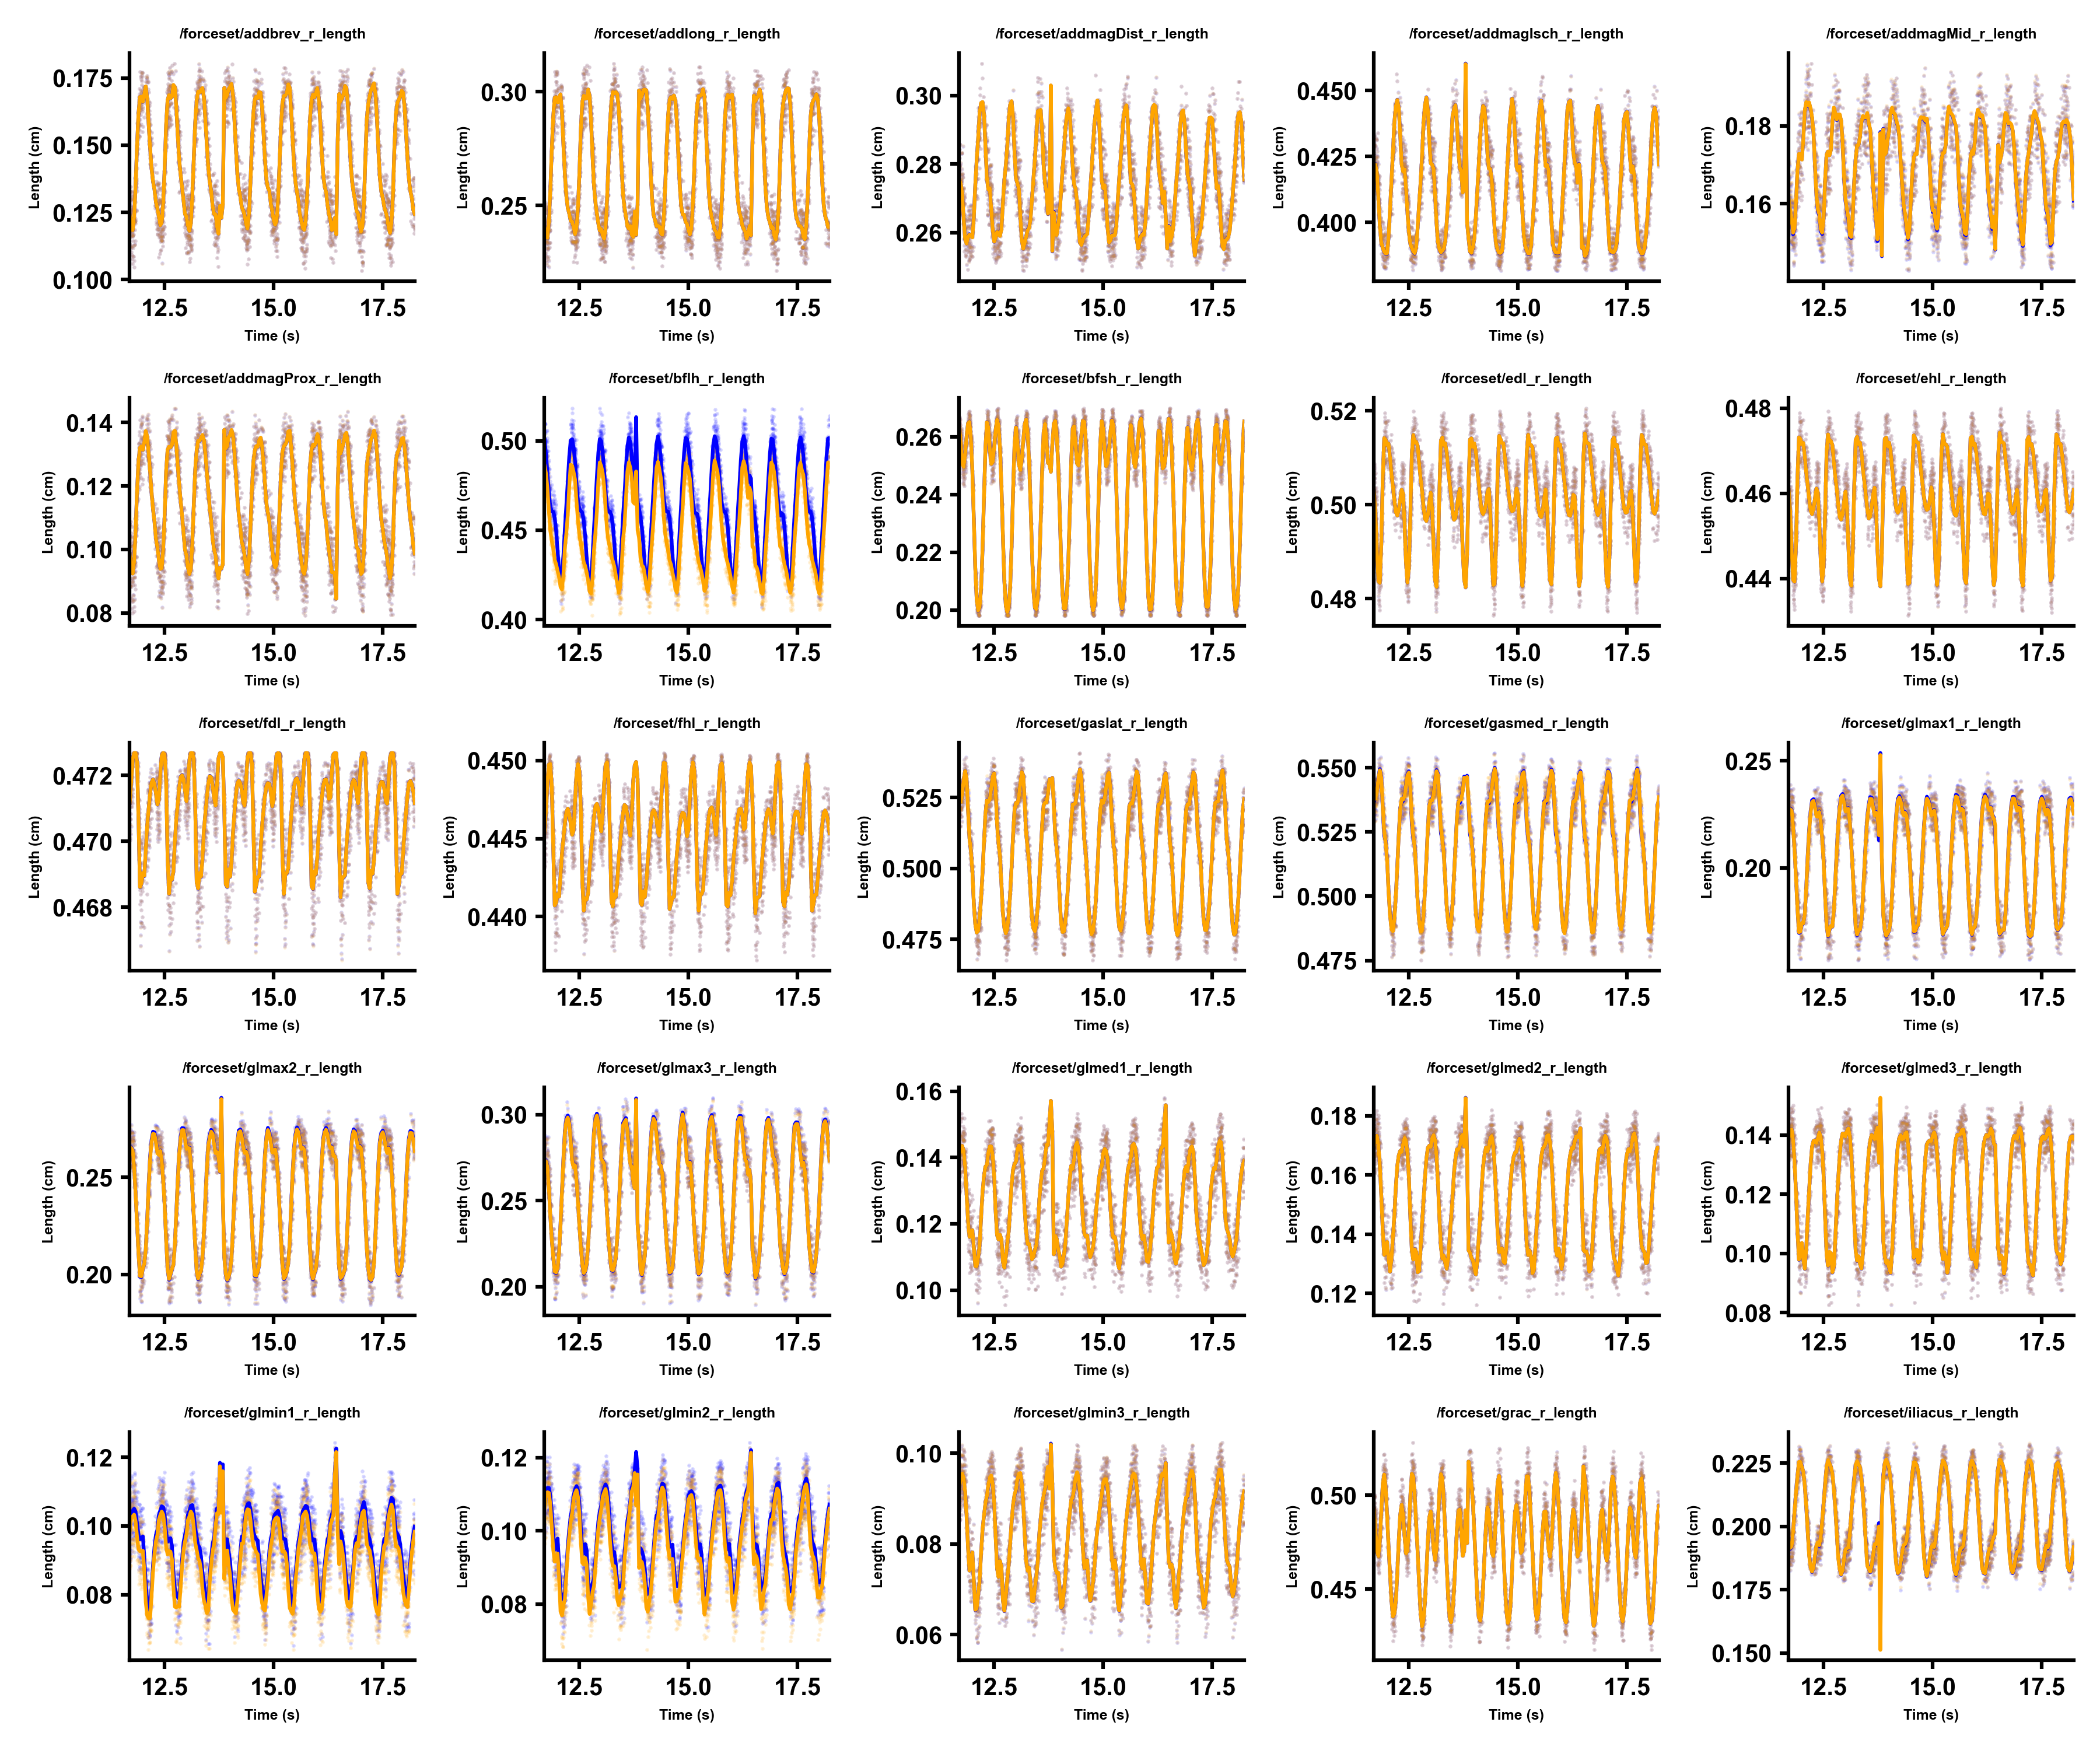 /forceset/addbrev_r_length
/forceset/addlong_r_length
/forceset/addmagDist_r_length
/forceset/addmagIsch_r_length
/forceset/addmagMid_r_length
0.175
0.150
0.125
0.100
Length (cm)
12.5 15.0 17.5
Time (s)
0.30
0.25
Length (cm)
12.5 15.0 17.5
Time (s)
0.30
0.28
0.26
Length (cm)
12.5 15.0 17.5
Time (s)
0.450
0.425
0.400
Length (cm)
12.5 15.0 17.5
Time (s)
0.18
0.16
Length (cm)
12.5 15.0 17.5
Time (s)
/forceset/addmagProx_r_length
/forceset/bflh_r_length
/forceset/bfsh_r_length
/forceset/edl_r_length
/forceset/ehl_r_length
0.14
0.12
0.10
0.08
Length (cm)
12.5 15.0 17.5
Time (s)
0.50
0.45
0.40
Length (cm)
12.5 15.0 17.5
Time (s)
0.26
0.24
0.22
0.20
Length (cm)
12.5 15.0 17.5
Time (s)
0.52
0.50
0.48
Length (cm)
12.5 15.0 17.5
Time (s)
0.48
0.46
0.44
Length (cm)
12.5 15.0 17.5
Time (s)
/forceset/fdl_r_length
/forceset/fhl_r_length
/forceset/gaslat_r_length
/forceset/gasmed_r_length
/forceset/glmax1_r_length
0.472
0.470
0.468
Length (cm)
12.5 15.0 17.5
Time (s)
0.450
0.445
0.440
Length (cm)
12.5 15.0 17.5
Time (s)
0.525
0.500
0.475
Length (cm)
12.5 15.0 17.5
Time (s)
0.550
0.525
0.500
0.475
Length (cm)
12.5 15.0 17.5
Time (s)
0.25
0.20
Length (cm)
12.5 15.0 17.5
Time (s)
/forceset/glmax2_r_length
/forceset/glmax3_r_length
/forceset/glmed1_r_length
/forceset/glmed2_r_length
/forceset/glmed3_r_length
0.25
0.20
Length (cm)
12.5 15.0 17.5
Time (s)
0.30
0.25
0.20
Length (cm)
12.5 15.0 17.5
Time (s)
0.16
0.14
0.12
0.10
Length (cm)
12.5 15.0 17.5
Time (s)
0.18
0.16
0.14
0.12
Length (cm)
12.5 15.0 17.5
Time (s)
0.14
0.12
0.10
0.08
Length (cm)
12.5 15.0 17.5
Time (s)
/forceset/glmin1_r_length
/forceset/glmin2_r_length
/forceset/glmin3_r_length
/forceset/grac_r_length
/forceset/iliacus_r_length
0.12
0.10
0.08
Length (cm)
12.5 15.0 17.5
Time (s)
0.12
0.10
0.08
Length (cm)
12.5 15.0 17.5
Time (s)
0.10
0.08
0.06
Length (cm)
12.5 15.0 17.5
Time (s)
0.50
0.45
Length (cm)
12.5 15.0 17.5
Time (s)
0.225
0.200
0.175
0.150
Length (cm)
12.5 15.0 17.5
Time (s)